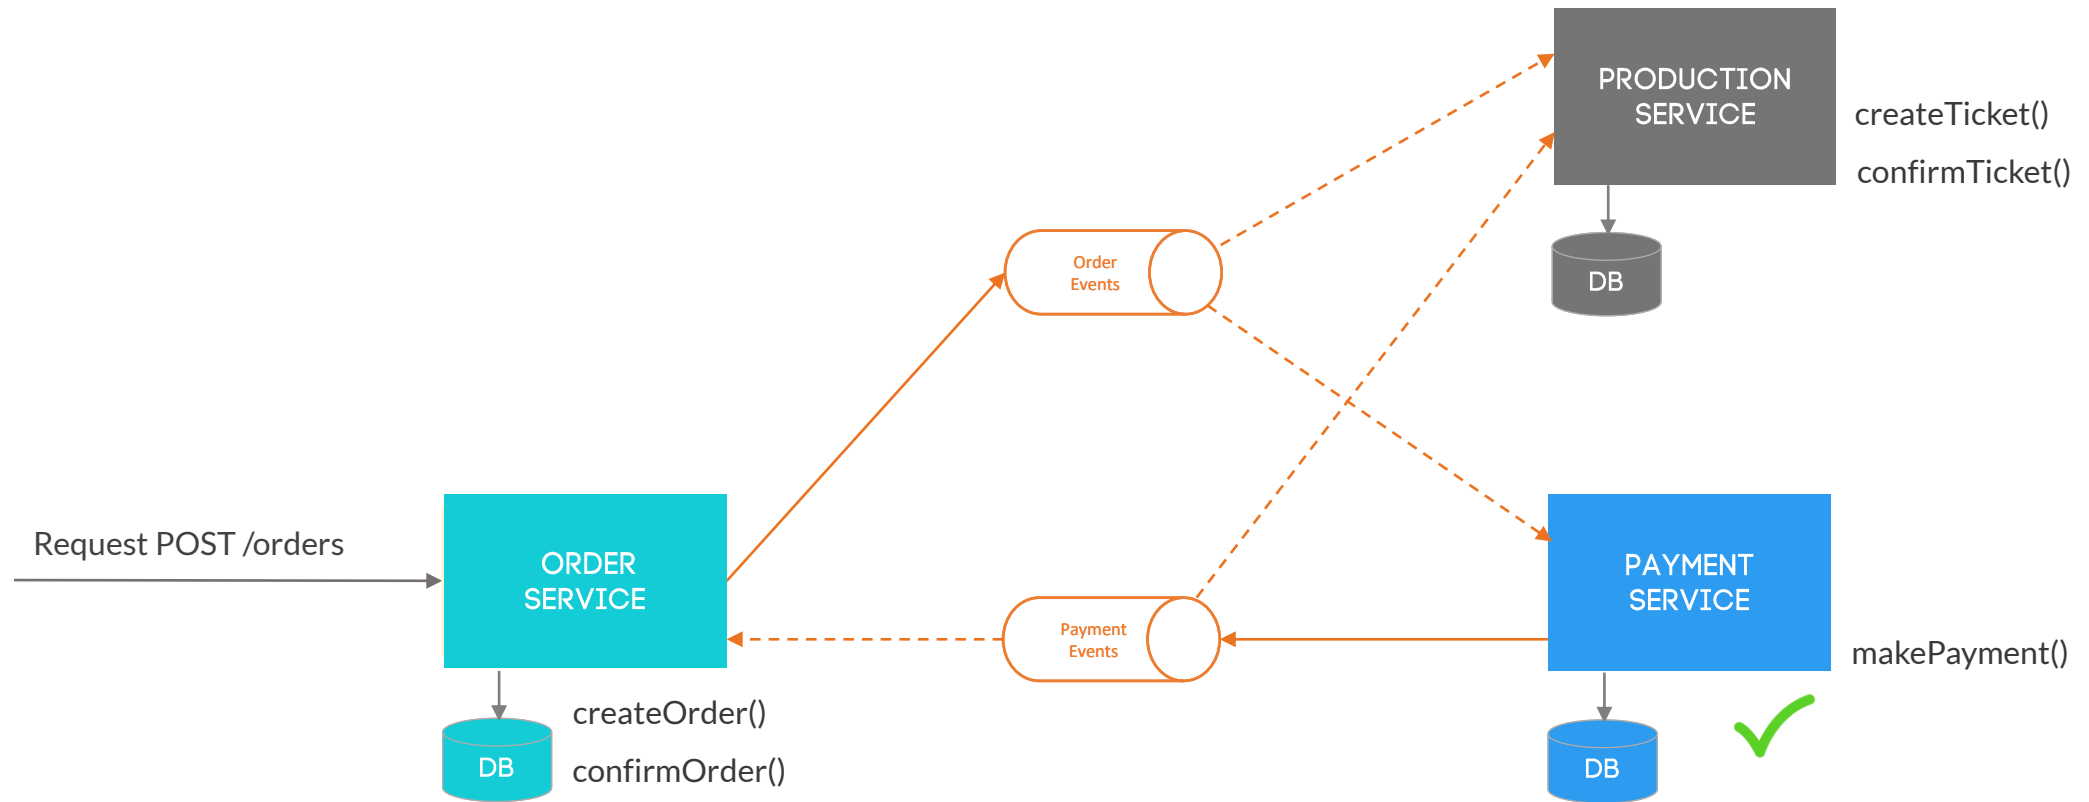 PRODUCTION
SERVICE
createTicket()
confirmTicket()
DB
Order
Events
Request POST /orders
ORDER
SERVICE
createOrder()
confirmOrder()
DB
Payment
Events
PAYMENT
SERVICE
makePayment()
DB